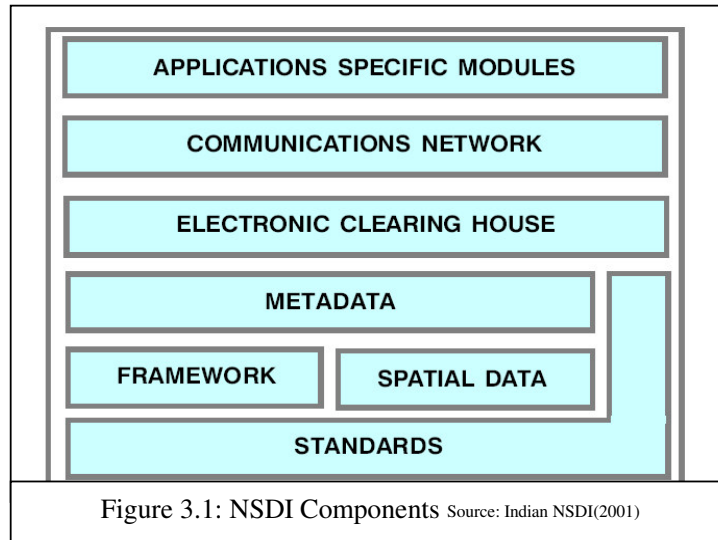 APPLICATIONS SPECIFIC MODULES
COMMUNICATIONS NETWORK
ELECTRONIC CLEARING HOUSE
METADATA
FRAMEWORK
SPATIAL DATA
STANDARDS
Figure 3.1: NSDI Components Source: Indian NSDI(2001)